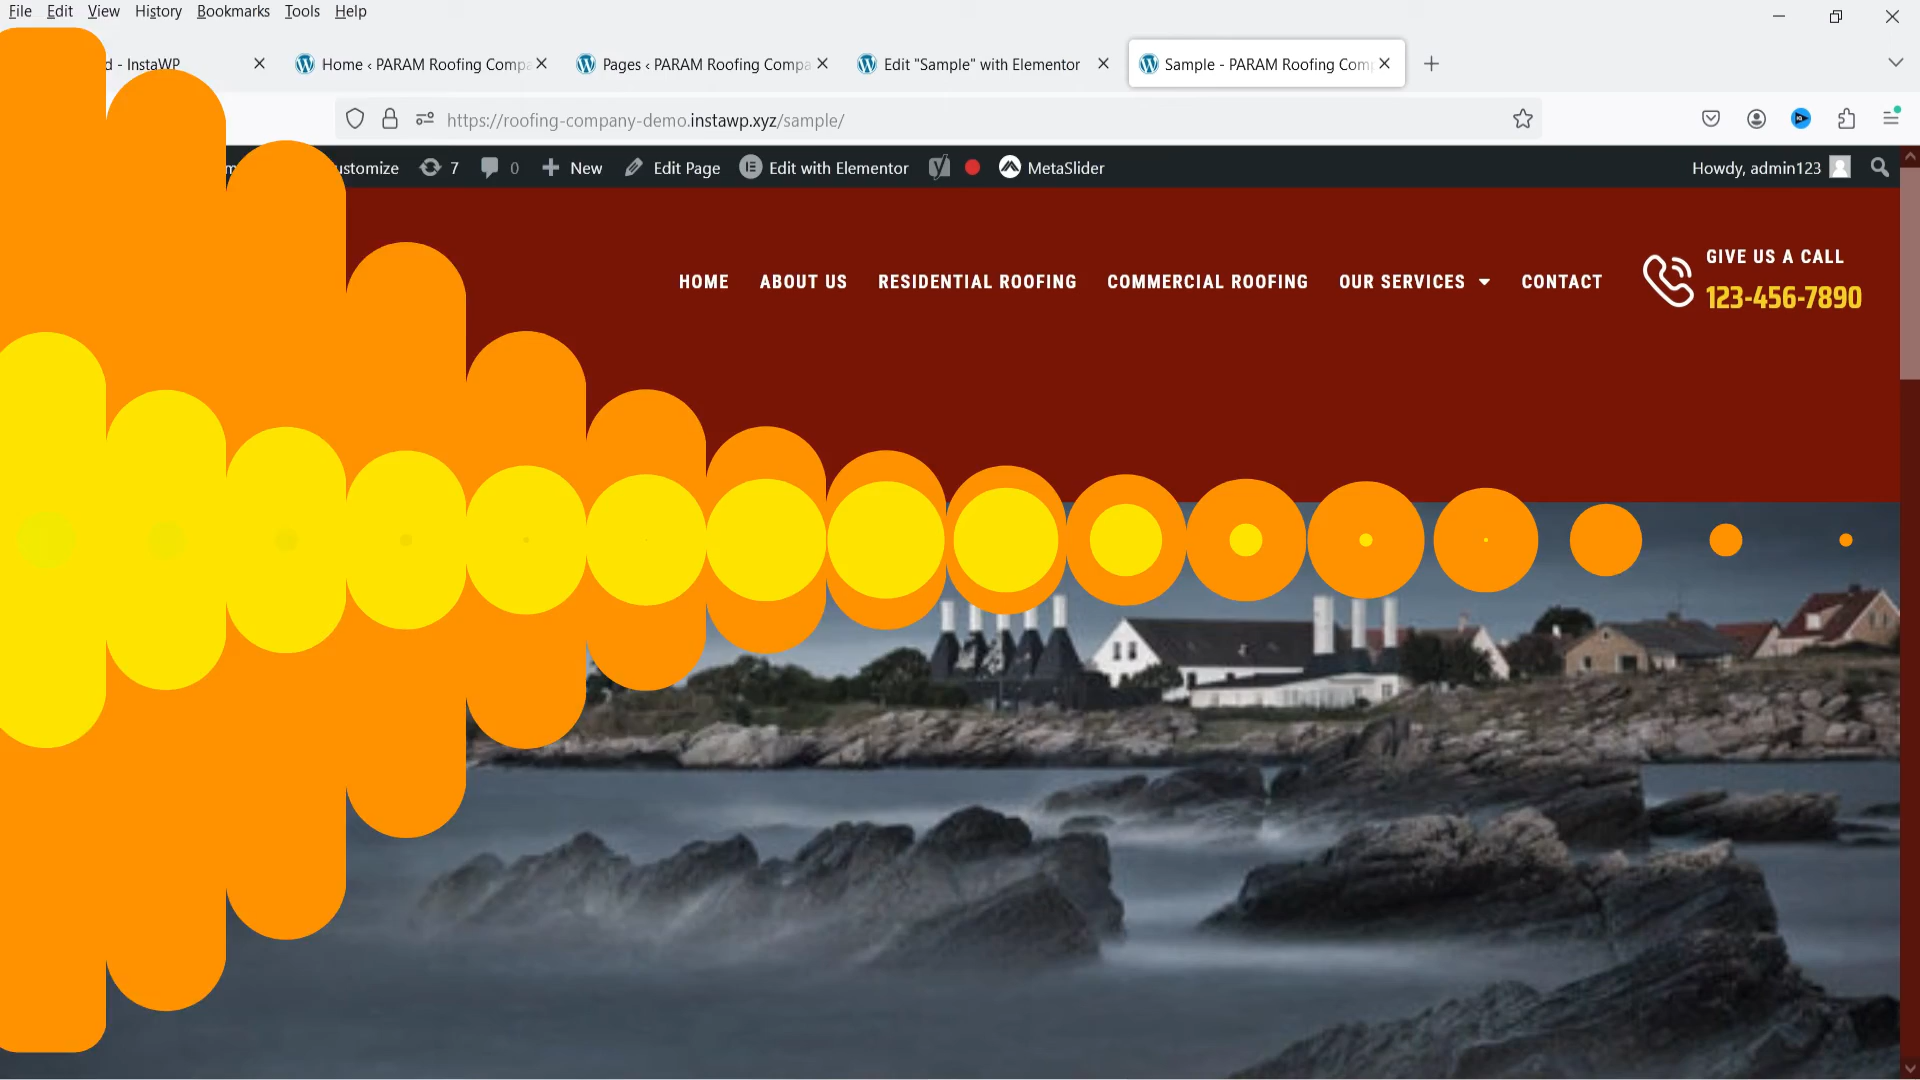 File Edit View History Bookmarks Tools Help
d - InstaWP
Home ‹ PARAM Roofing Compa
Pages ‹ PARAM Roofing Compa
Edit "Sample" with Elementor
Sample - PARAM Roofing Com
https://roofing-company-demo.instawp.xyz/sample/
ustomize 7 0 New Edit Page Edit with Elementor MetaSlider Howdy, admin123
HOME ABOUT US RESIDENTIAL ROOFING COMMERCIAL ROOFING OUR SERVICES CONTACT
GIVE US A CALL
123-456-7890